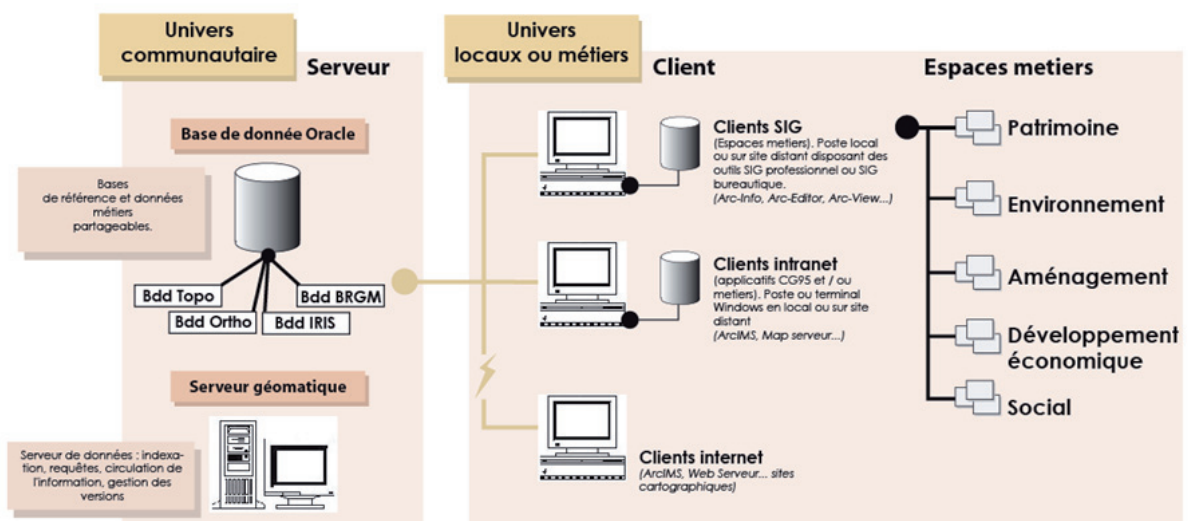 Univers
communautaire
Serveur
Base de donnée Oracle
Bases
de référence et données
métiers
partageables.
Bdd Topo
Bdd BRGM
Bdd Ortho
Bdd IRIS
Serveur géomatique
Serveur de données : indexa-
tion, requêtes, circulation de
l'information, gestion des
versions
Univers
locaux ou métiers
Client
Clients SIG
(Espaces metiers). Poste local
ou sur site distant disposant des
outils SIG professionnel ou SIG
bureautique.
(Arc-Info, Arc-Editor, Arc-View...)
Clients intranet
(applicatifs CG95 et / ou
metiers). Poste ou terminal
Windows en local ou sur site
distant
(ArcIMS, Map serveur...)
Clients internet
(ArcIMS, Web Serveur... sites
cartographiques)
Espaces metiers
Patrimoine
Environnement
Aménagement
Développement
économique
Social